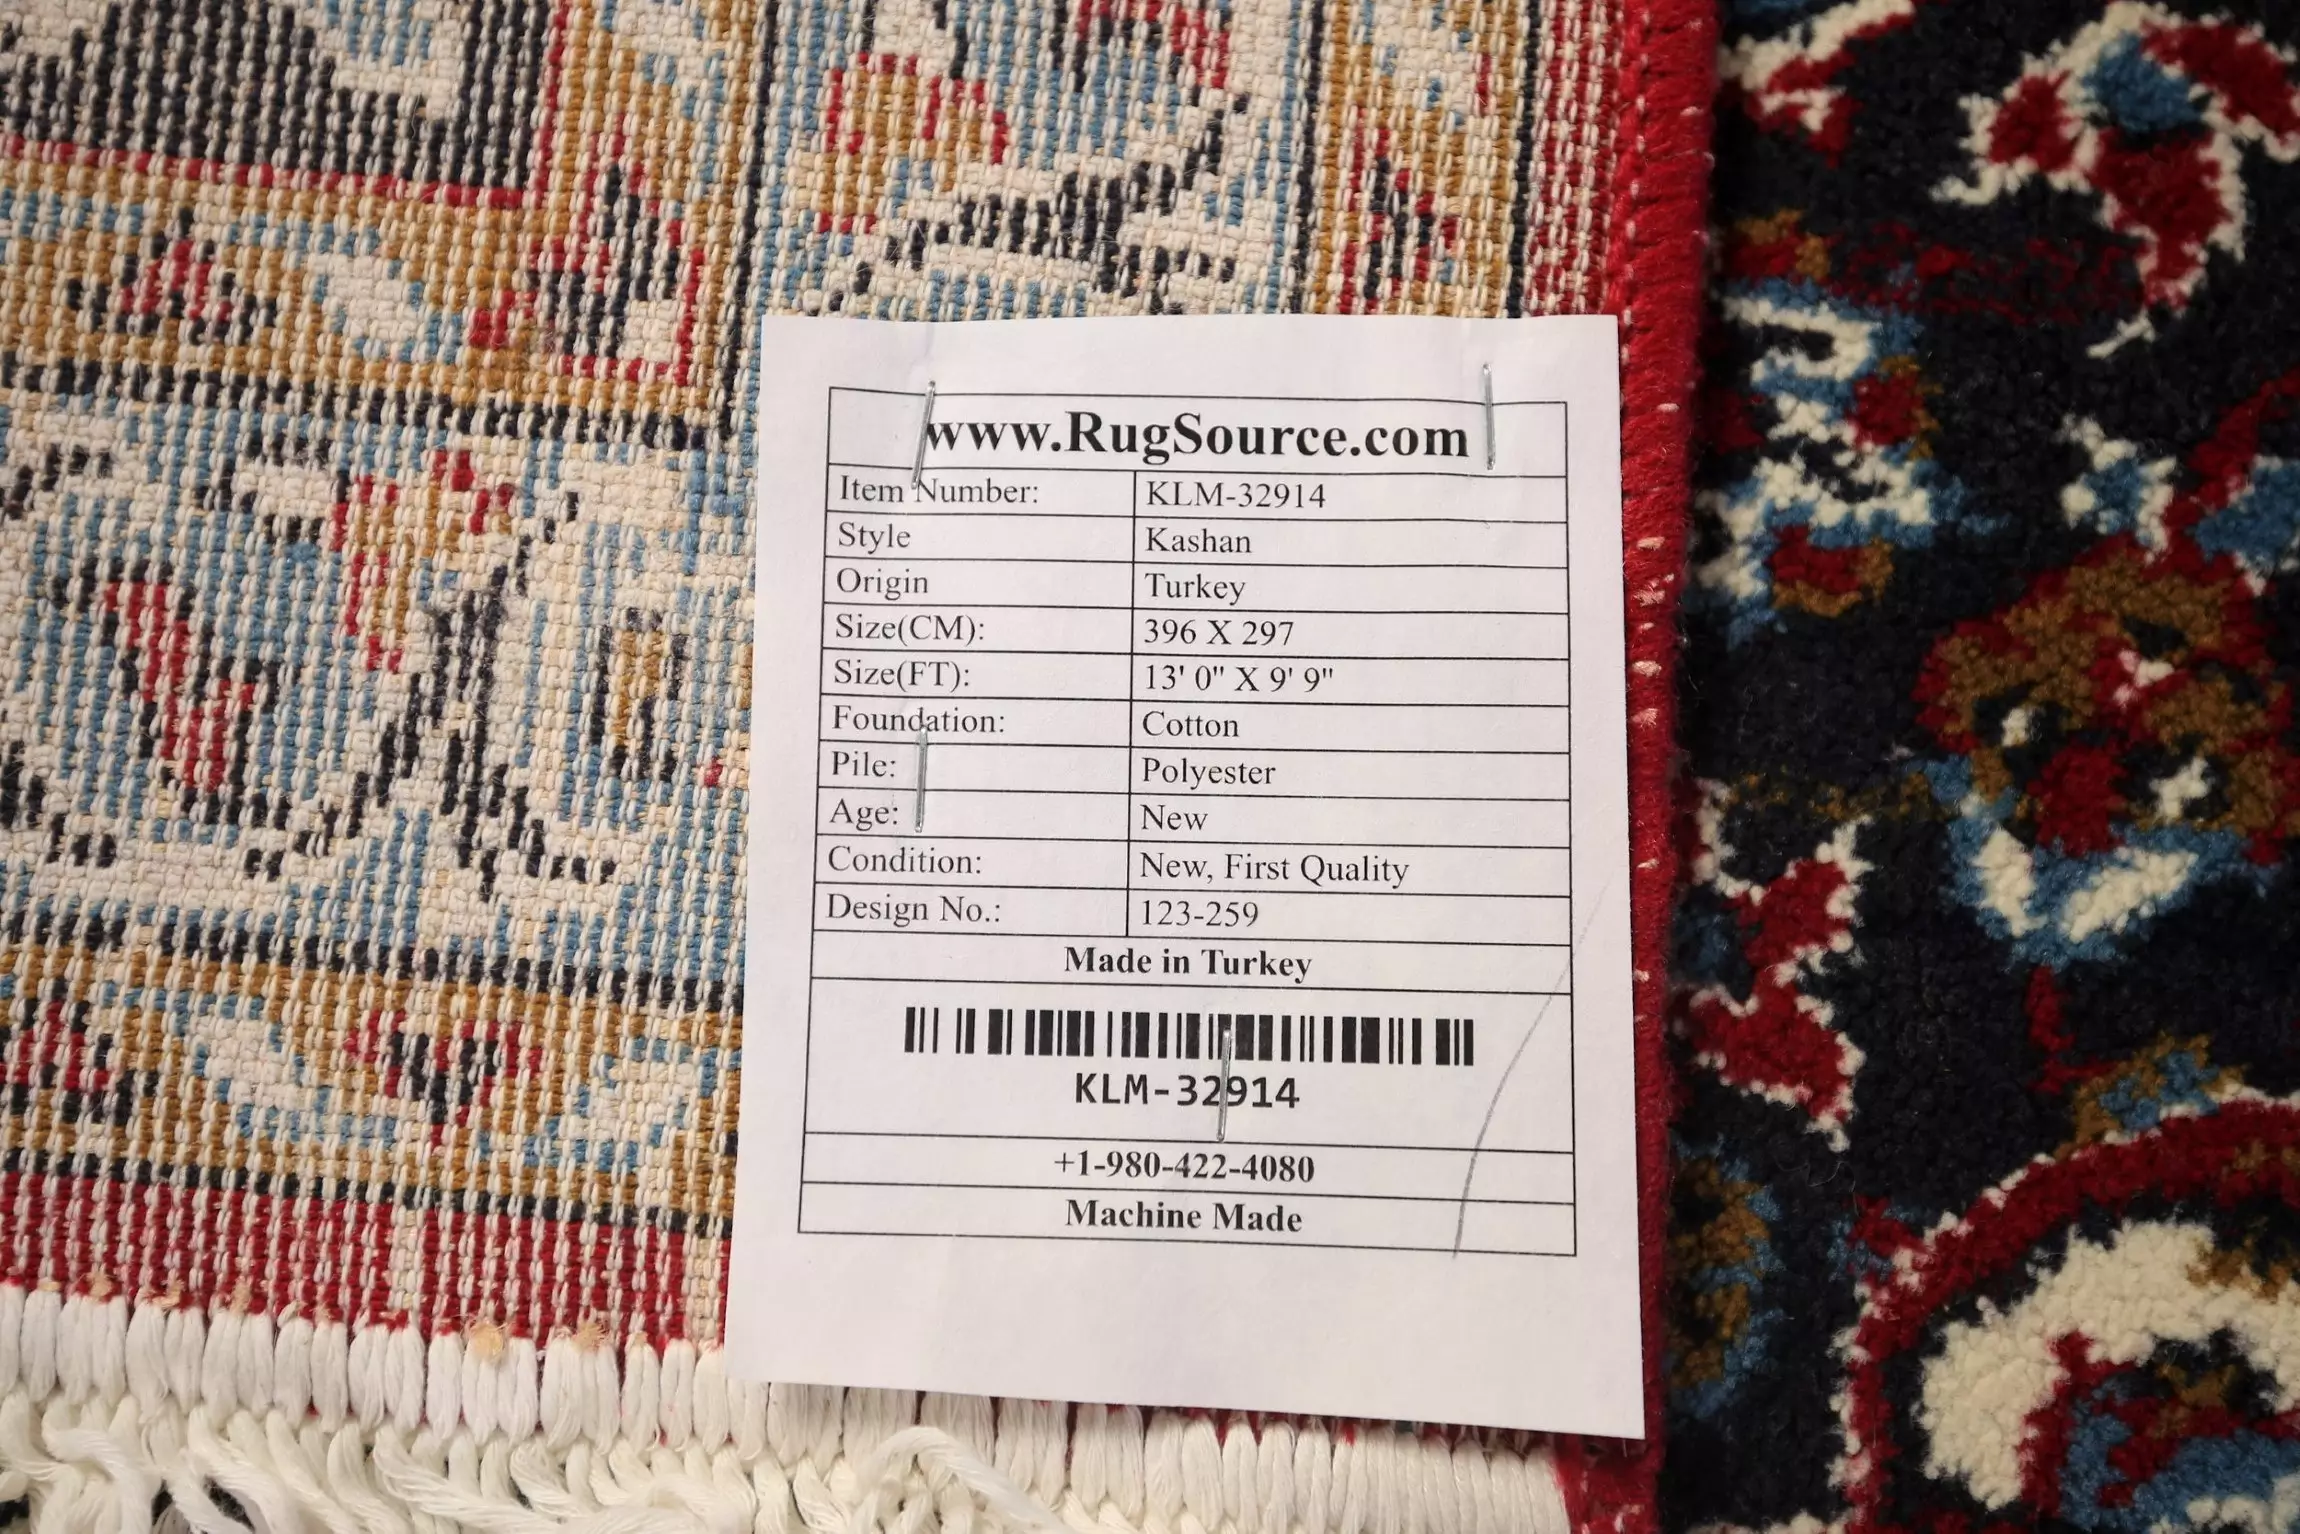 www.RugSource.com
Item Number: KLM-32914
Style Kashan
Origin Turkey
Size(CM): 396 X 297
Size(FT): 13' 0" X 9' 9"
Foundation: Cotton
Pile: Polyester
Age: New
Condition: New, First Quality
Design No.: 123-259
Made in Turkey
KLM-32914
+1-980-422-4080
Machine Made